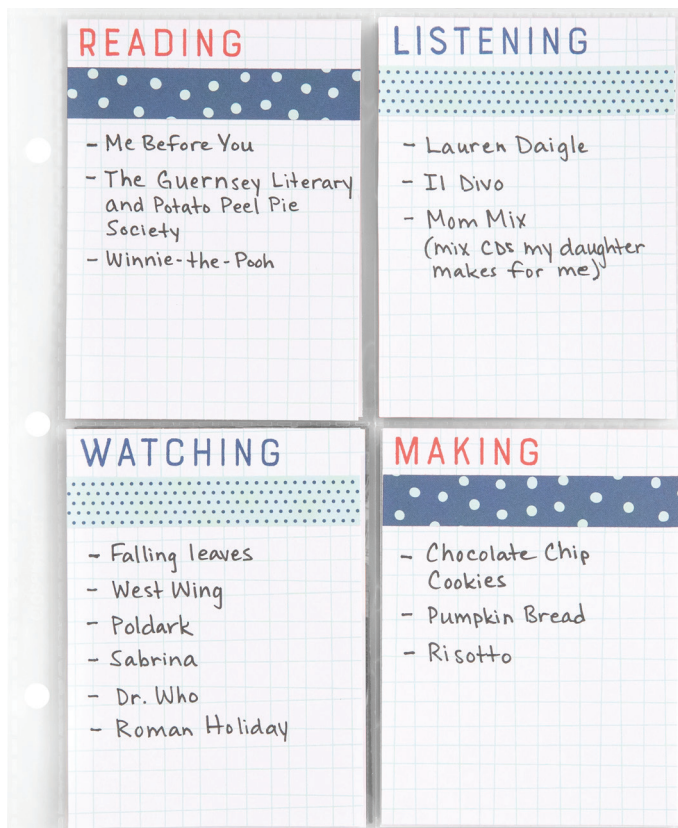 READING
- Me Before You
- The Guernsey Literary
and Potato Peel Pie
Society
- Winnie-the-Pooh
LISTENING
- Lauren Daigle
- Il Divo
- Mom Mix
(mix CDs my daughter
makes for me)
WATCHING
- Falling leaves
- West Wing
- Poldark
- Sabrina
- Dr. Who
- Roman Holiday
MAKING
- Chocolate Chip
Cookies
- Pumpkin Bread
- Risotto